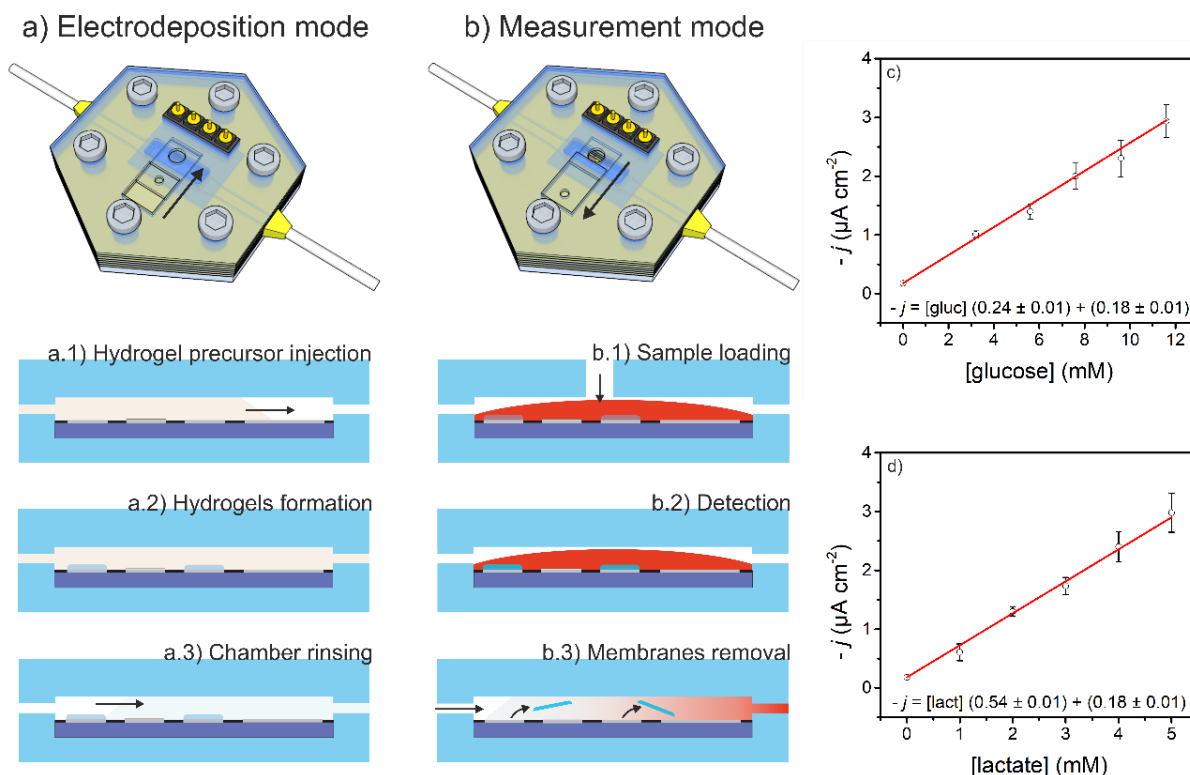 a) Electrodeposition mode
a.1) Hydrogel precursor injection
a.2) Hydrogels formation
a.3) Chamber rinsing
b) Measurement mode
b.1) Sample loading
b.2) Detection
b.3) Membranes removal
c)
4
3
2
1
0
- j (µA cm⁻²)
- j = [gluc] (0.24 ± 0.01) + (0.18 ± 0.01)
0 2 4 6 8 10 12
[glucose] (mM)
d)
4
3
2
1
0
- j (µA cm⁻²)
- j = [lact] (0.54 ± 0.01) + (0.18 ± 0.01)
0 1 2 3 4 5
[lactate] (mM)